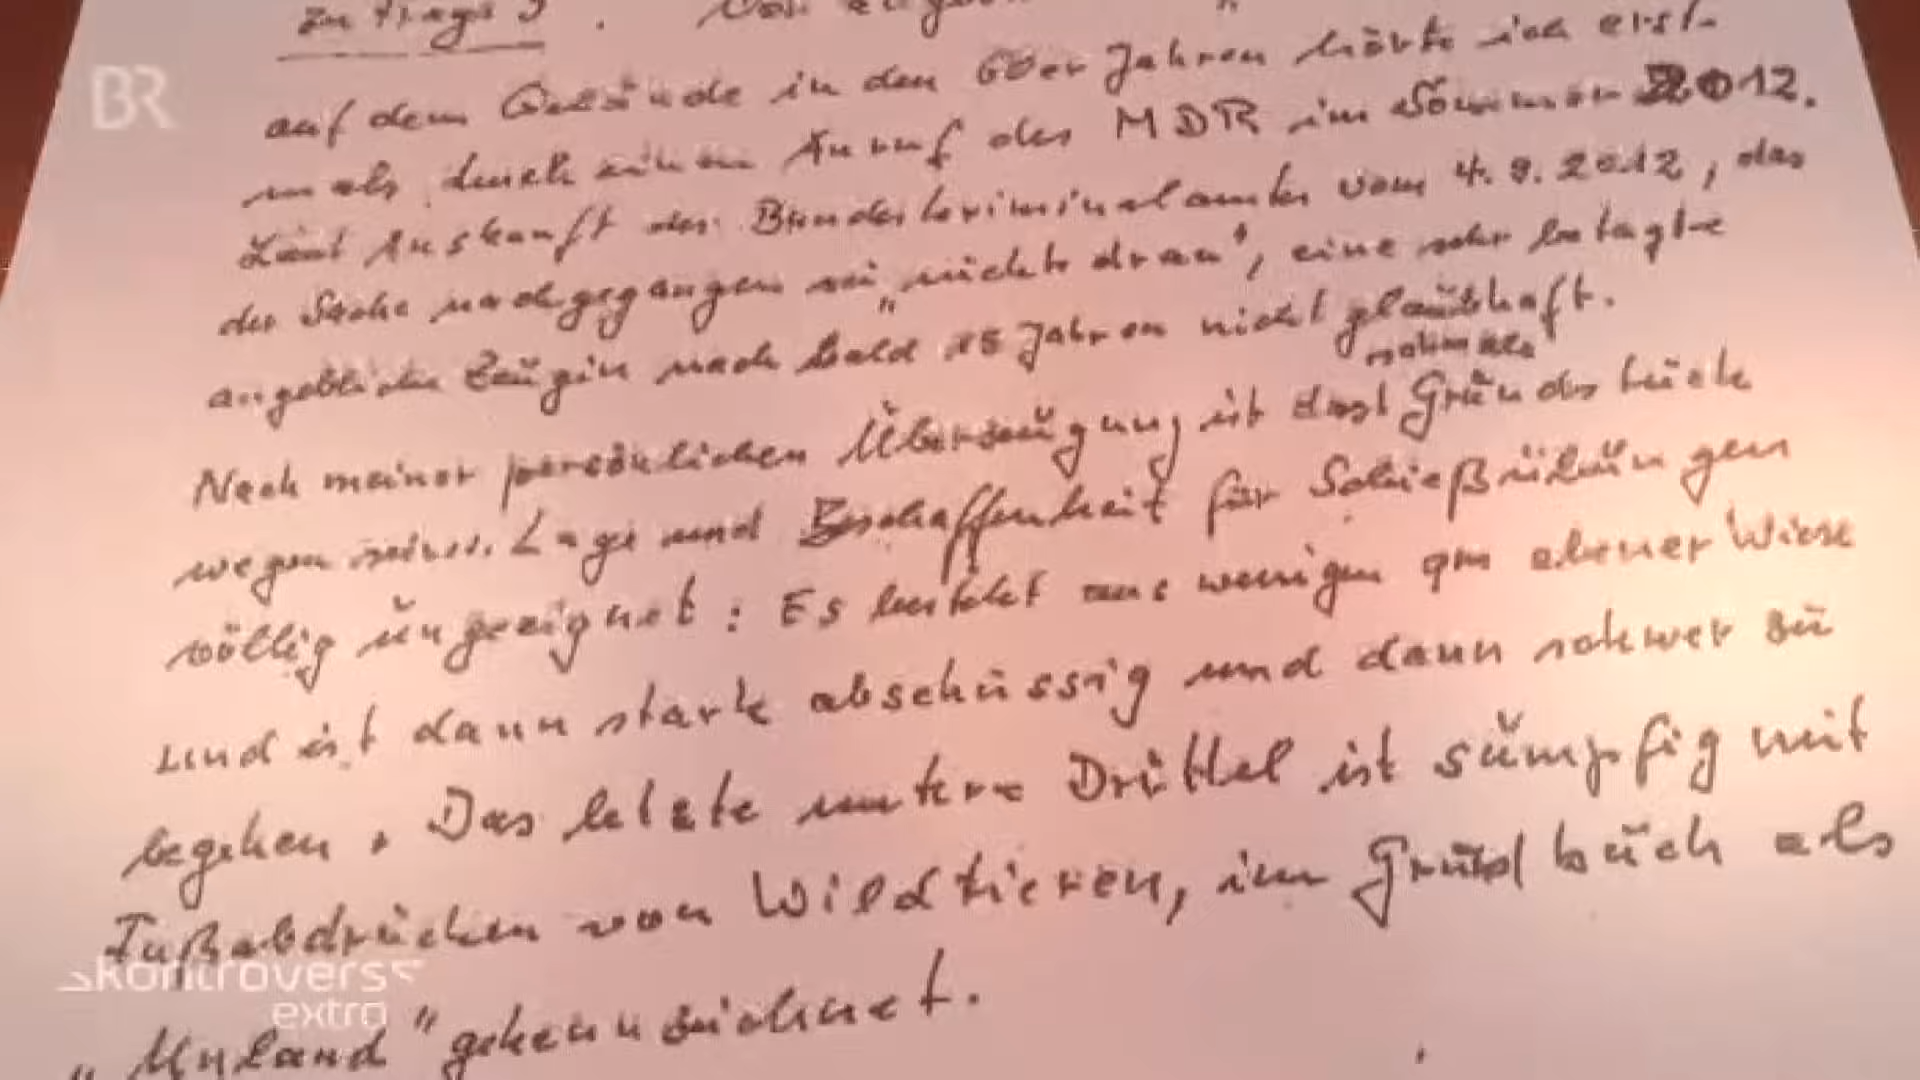 Zu Frage 3. Von
auf dem Gelände in den 60er Jahren hörte ich erst-
mals durch einen Anruf des MDR im Sommer 2012.
Laut Auskunft des Bundeskriminalamtes vom 4.9.2012, das
der Sache nachgegangen sei „nichts dran", eine sehr betagte
angebliche Zeugin nach bald 15 Jahren nicht glaubhaft.
Nach meiner persönlichen Überzeugung ist das Grundstück
wegen seiner Lage und Beschaffenheit für Schießübungen
völlig ungeeignet: Es besteht aus wenigen qm ebener Wiese
und ist dann stark abschüssig und dann schwer zu
begehen. Das letzte untere Drittel ist sumpfig mit
Fußabdrücken von Wildtieren, im Grundbuch als
„Unland" gekennzeichnet.
BR
kontrovers
extra